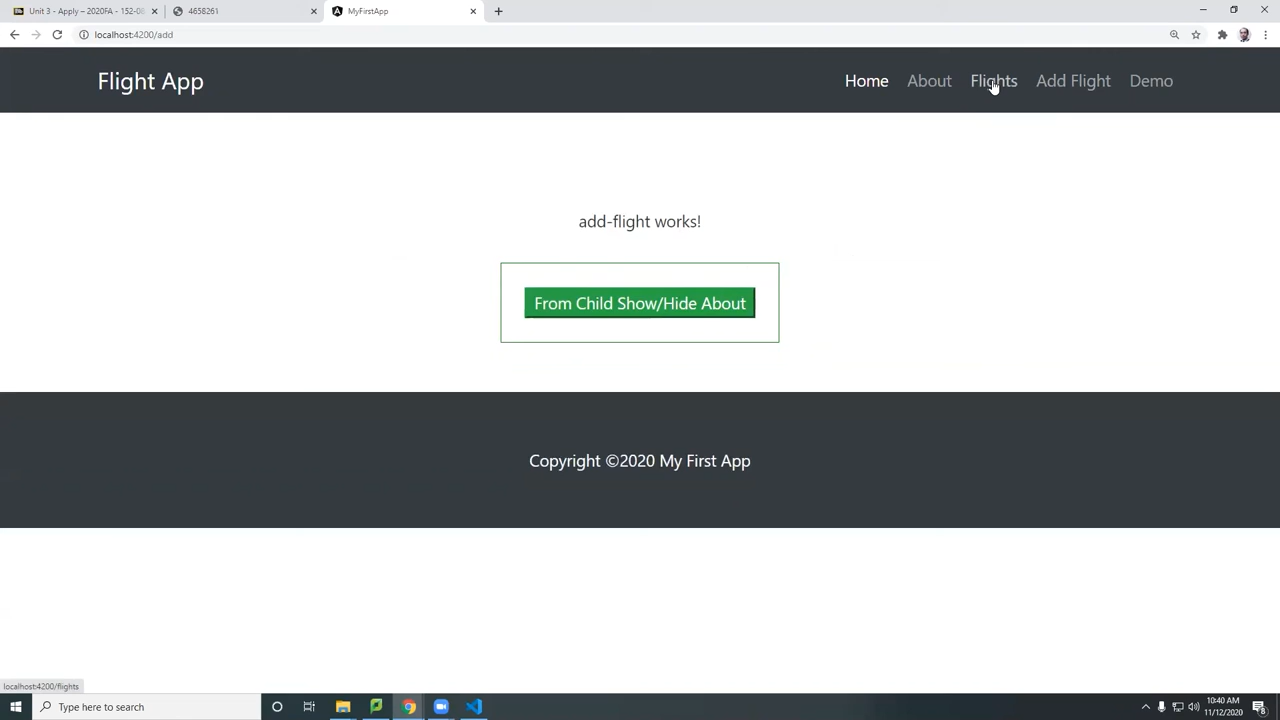 Unit 3 - Apply – 2020FA - 152-08
4658261
MyFirstApp
localhost:4200/add
Flight App
Home About Flights Add Flight Demo
add-flight works!
From Child Show/Hide About
Copyright ©2020 My First App
localhost:4200/flights
Type here to search
10:40 AM
11/12/2020
8